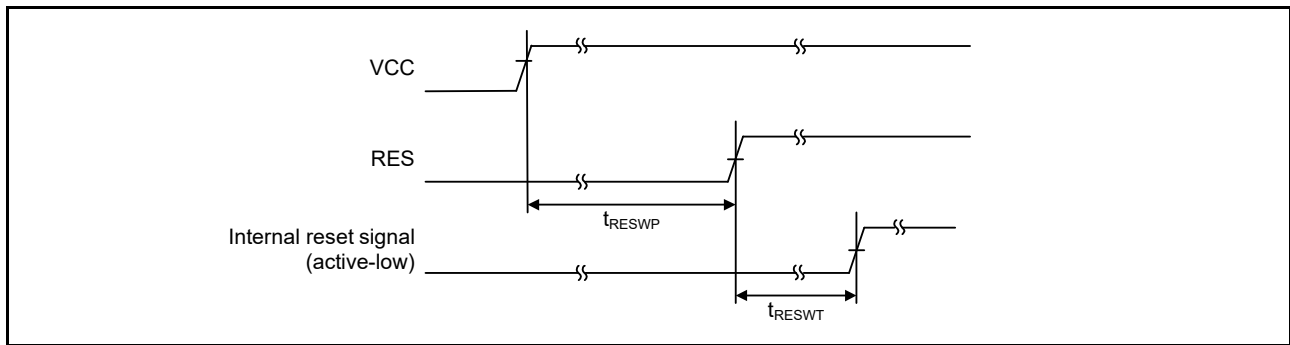 VCC
RES
tRESWP
Internal reset signal
(active-low)
tRESWT